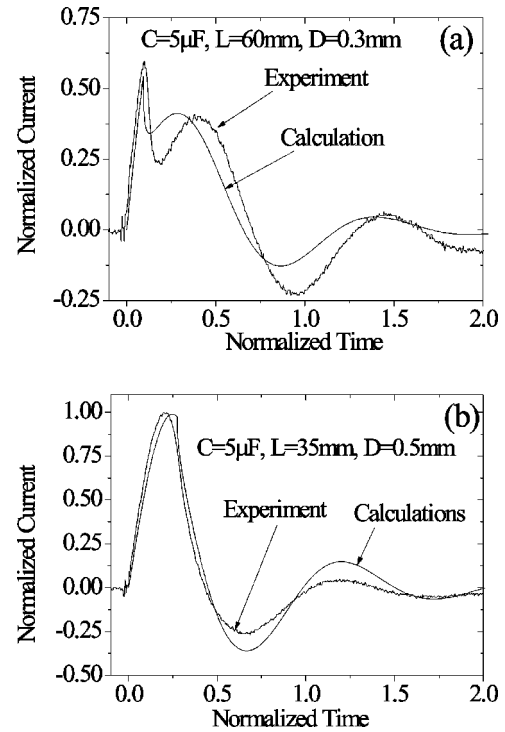 C=5μF, L=60mm, D=0.3mm
(a)
Experiment
Calculation
Normalized Current
0.75
0.50
0.25
0.00
-0.25
0.0 0.5 1.0 1.5 2.0
Normalized Time
(b)
C=5μF, L=35mm, D=0.5mm
Experiment
Calculations
Normalized Current
1.00
0.75
0.50
0.25
0.00
-0.25
-0.50
0.0 0.5 1.0 1.5 2.0
Normalized Time